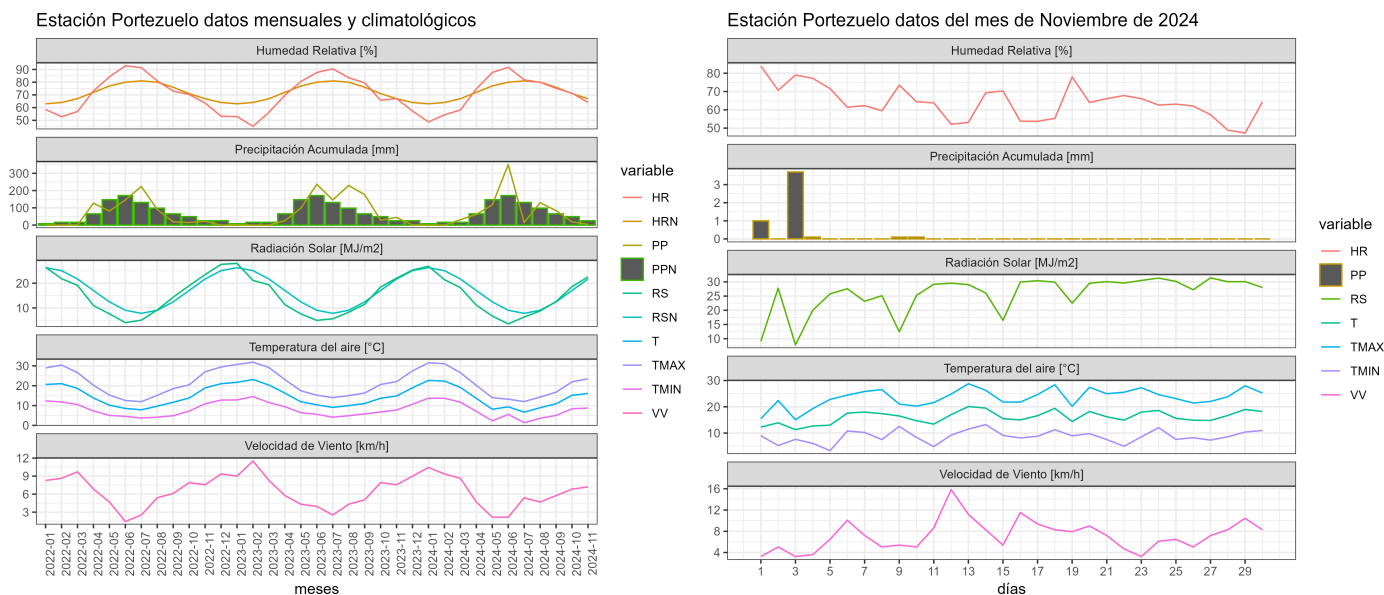 Estación Portezuelo datos mensuales y climatológicos
Humedad Relativa [%]
90
80
70
60
50
Precipitación Acumulada [mm]
300
200
100
0
Radiación Solar [MJ/m2]
20
10
Temperatura del aire [°C]
30
20
10
0
Velocidad de Viento [km/h]
12
9
6
3
2022-01
2022-02
2022-03
2022-04
2022-05
2022-06
2022-07
2022-08
2022-09
2022-10
2022-11
2022-12
2023-01
2023-02
2023-03
2023-04
2023-05
2023-06
2023-07
2023-08
2023-09
2023-10
2023-11
2023-12
2024-01
2024-02
2024-03
2024-04
2024-05
2024-06
2024-07
2024-08
2024-09
2024-10
2024-11
meses
variable
HR
HRN
PP
PPN
RS
RSN
T
TMAX
TMIN
VV
Estación Portezuelo datos del mes de Noviembre de 2024
Humedad Relativa [%]
80
70
60
50
Precipitación Acumulada [mm]
3
2
1
0
Radiación Solar [MJ/m2]
30
25
20
15
10
Temperatura del aire [°C]
30
20
10
Velocidad de Viento [km/h]
16
12
8
4
1 3 5 7 9 11 13 15 17 19 21 23 25 27 29
días
variable
HR
PP
RS
T
TMAX
TMIN
VV